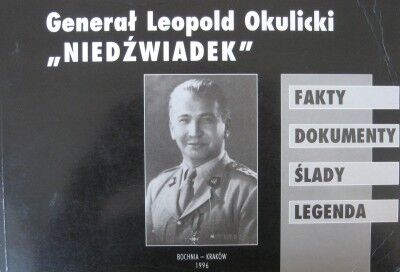 Generał Leopold Okulicki
„NIEDŹWIADEK”
FAKTY
DOKUMENTY
ŚLADY
LEGENDA
BOCHNIA – KRAKÓW
1996